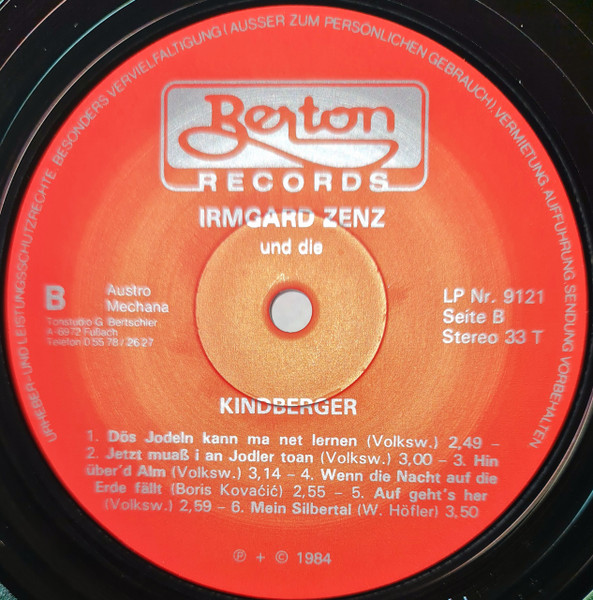 URHEBER- UND LEISTUNGSSCHUTZRECHTE BESONDERS VERVIELFÄLTIGUNG (AUSSER ZUM PERSÖNLICHEN GEBRAUCH), VERMIETUNG AUFFÜHRUNG SENDUNG VORBEHALTEN
Berton
RECORDS
IRMGARD ZENZ
und die
B
Austro
Mechana
Tonstudio G. Bertschler
A-6972 Fußach
Telefon 0 55 78 / 26 27
LP Nr. 9121
Seite B
Stereo 33 T
KINDBERGER
1. Dös Jodeln kann ma net lernen (Volksw.) 2,49 –
2. Jetzt muaß i an Jodler toan (Volksw.) 3,00 – 3. Hin
über'd Alm (Volksw.) 3,14 – 4. Wenn die Nacht auf die
Erde fällt (Boris Kovačić) 2,55 – 5. Auf geht's her
(Volksw.) 2,59 – 6. Mein Silbertal (W. Höfler) 3,50
℗ + © 1984